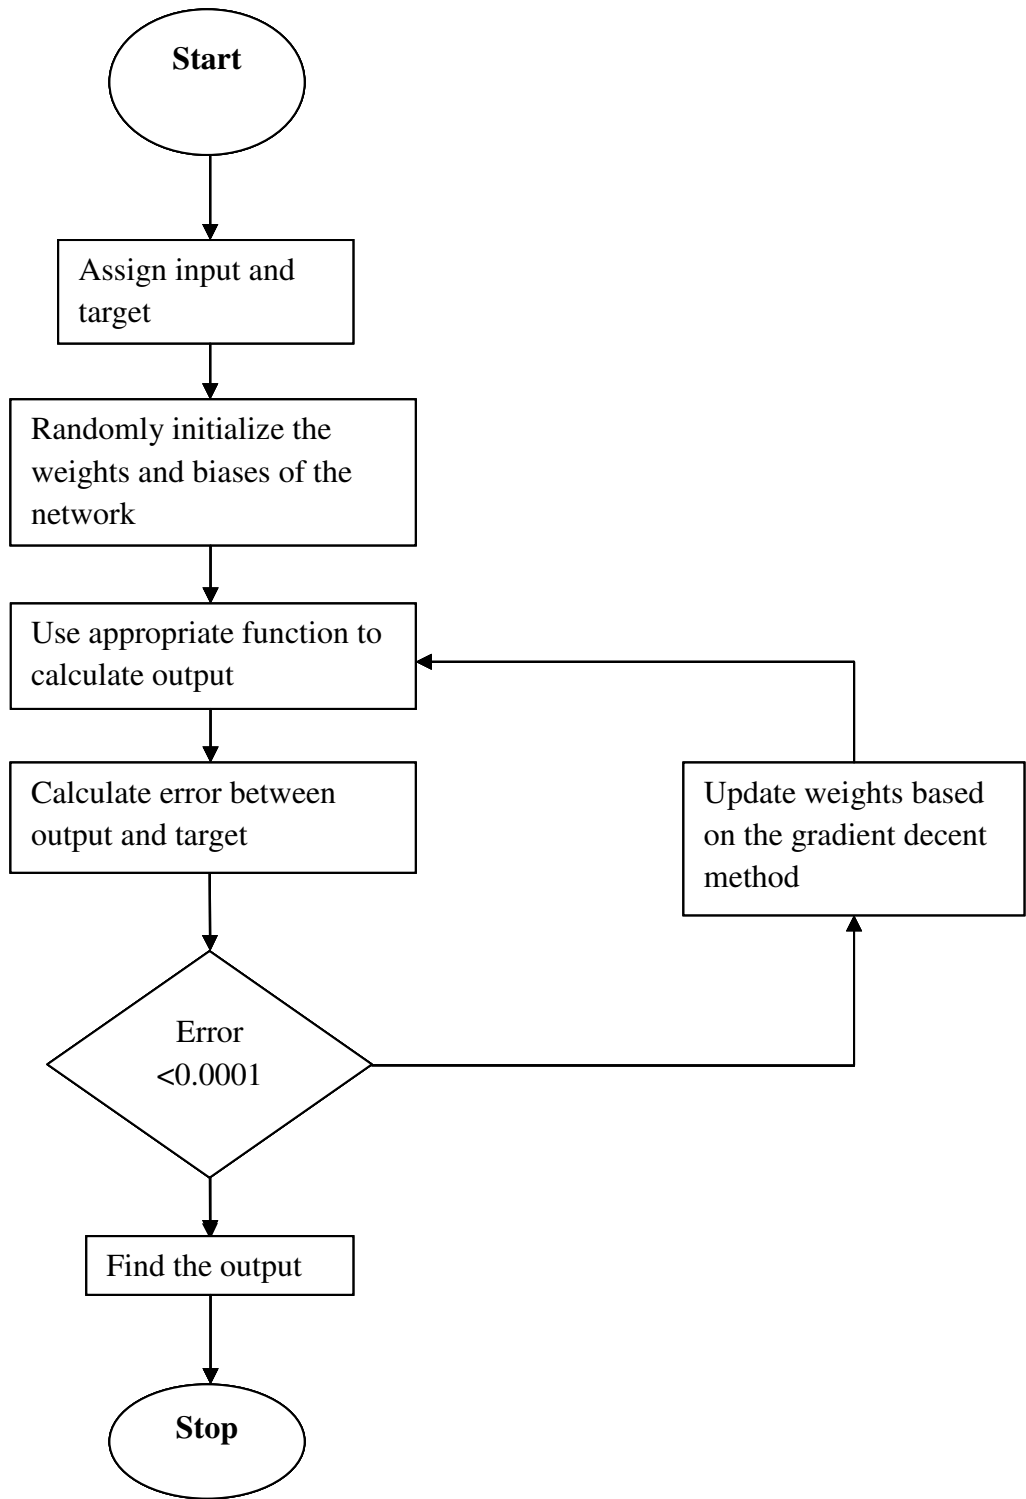 Start
Assign input and
target
Randomly initialize the
weights and biases of the
network
Use appropriate function to
calculate output
Calculate error between
output and target
Update weights based
on the gradient decent
method
Error
<0.0001
Find the output
Stop